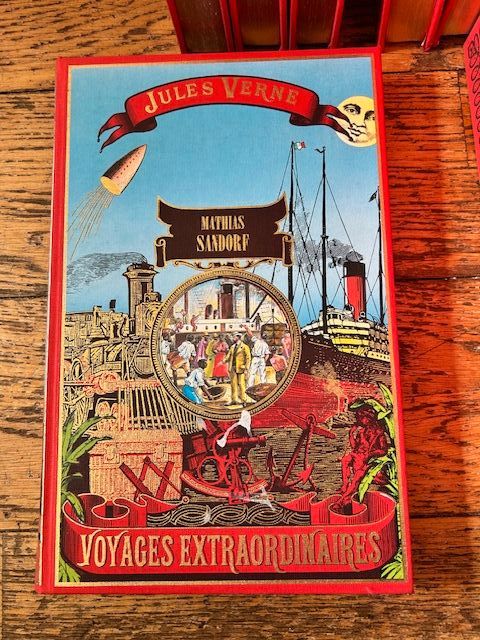 JULES VERNE
MATHIAS
SANDORF
VOYAGES EXTRAORDINAIRES